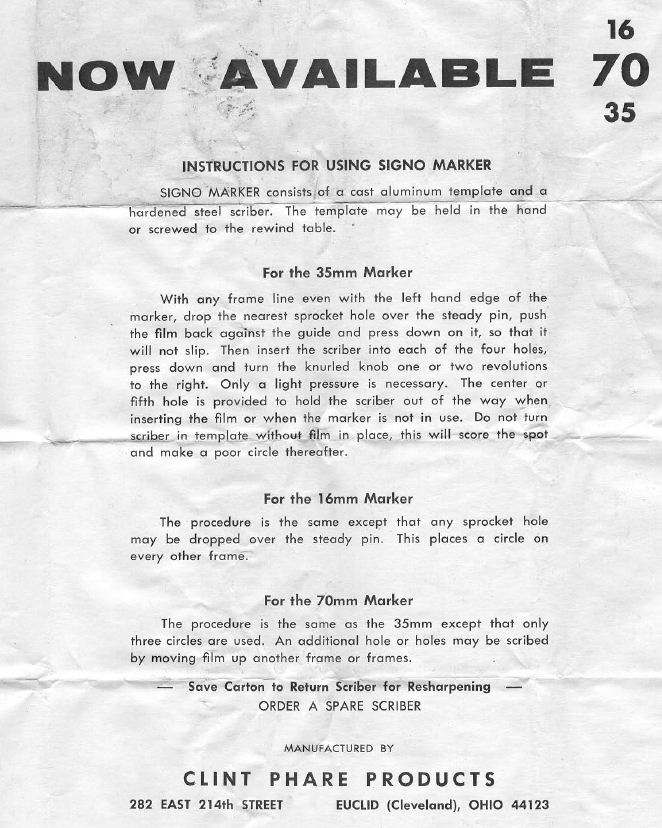 16
NOW AVAILABLE 70
35
INSTRUCTIONS FOR USING SIGNO MARKER
SIGNO MARKER consists of a cast aluminum template and a
hardened steel scriber. The template may be held in the hand
or screwed to the rewind table.
For the 35mm Marker
With any frame line even with the left hand edge of the
marker, drop the nearest sprocket hole over the steady pin, push
the film back against the guide and press down on it, so that it
will not slip. Then insert the scriber into each of the four holes,
press down and turn the knurled knob one or two revolutions
to the right. Only a light pressure is necessary. The center or
fifth hole is provided to hold the scriber out of the way when
inserting the film or when the marker is not in use. Do not turn
scriber in template without film in place, this will score the spot
and make a poor circle thereafter.
For the 16mm Marker
The procedure is the same except that any sprocket hole
may be dropped over the steady pin. This places a circle on
every other frame.
For the 70mm Marker
The procedure is the same as the 35mm except that only
three circles are used. An additional hole or holes may be scribed
by moving film up another frame or frames.
— Save Carton to Return Scriber for Resharpening —
ORDER A SPARE SCRIBER
MANUFACTURED BY
CLINT PHARE PRODUCTS
282 EAST 214th STREET EUCLID (Cleveland), OHIO 44123